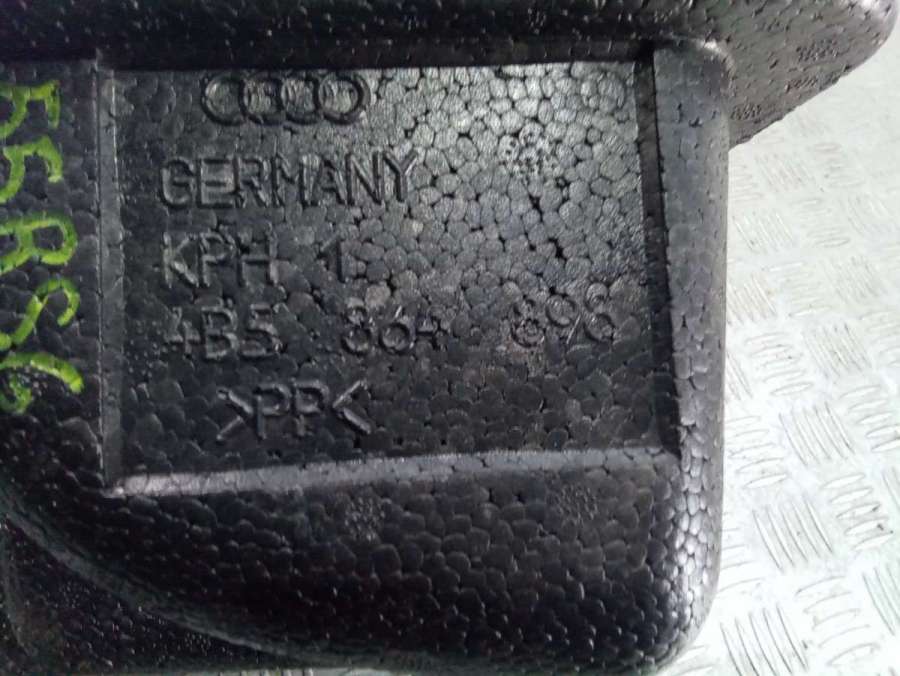 GERMANY
KPH 1
4B5 864 898
>PP<